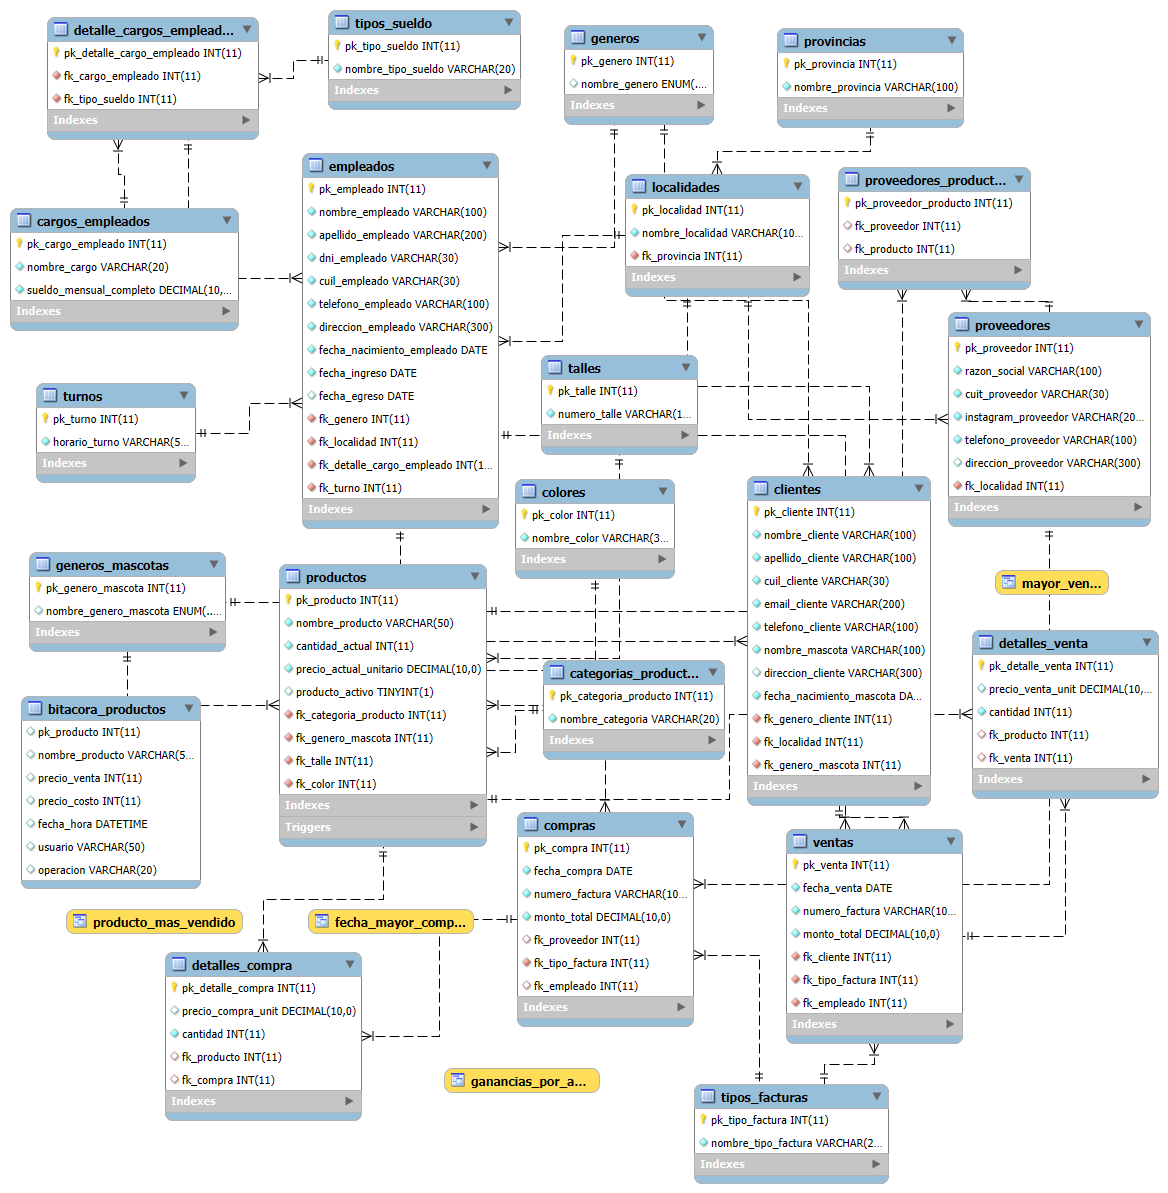 detalle_cargos_emplead...
pk_detalle_cargo_empleado INT(11)
fk_cargo_empleado INT(11)
fk_tipo_sueldo INT(11)
Indexes
tipos_sueldo
pk_tipo_sueldo INT(11)
nombre_tipo_sueldo VARCHAR(20)
Indexes
generos
pk_genero INT(11)
nombre_genero ENUM(....
Indexes
provincias
pk_provincia INT(11)
nombre_provincia VARCHAR(100)
Indexes
cargos_empleados
pk_cargo_empleado INT(11)
nombre_cargo VARCHAR(20)
sueldo_mensual_completo DECIMAL(10,...
Indexes
empleados
pk_empleado INT(11)
nombre_empleado VARCHAR(100)
apellido_empleado VARCHAR(200)
dni_empleado VARCHAR(30)
cuil_empleado VARCHAR(30)
telefono_empleado VARCHAR(100)
direccion_empleado VARCHAR(300)
fecha_nacimiento_empleado DATE
fecha_ingreso DATE
fecha_egreso DATE
fk_genero INT(11)
fk_localidad INT(11)
fk_detalle_cargo_empleado INT(1...
fk_turno INT(11)
Indexes
localidades
pk_localidad INT(11)
nombre_localidad VARCHAR(10...
fk_provincia INT(11)
Indexes
proveedores_product...
pk_proveedor_producto INT(11)
fk_proveedor INT(11)
fk_producto INT(11)
Indexes
proveedores
pk_proveedor INT(11)
razon_social VARCHAR(100)
cuit_proveedor VARCHAR(30)
instagram_proveedor VARCHAR(20...
telefono_proveedor VARCHAR(100)
direccion_proveedor VARCHAR(300)
fk_localidad INT(11)
Indexes
turnos
pk_turno INT(11)
horario_turno VARCHAR(5...
Indexes
talles
pk_talle INT(11)
numero_talle VARCHAR(1...
Indexes
colores
pk_color INT(11)
nombre_color VARCHAR(3...
Indexes
clientes
pk_cliente INT(11)
nombre_cliente VARCHAR(100)
apellido_cliente VARCHAR(100)
cuil_cliente VARCHAR(30)
email_cliente VARCHAR(200)
telefono_cliente VARCHAR(100)
nombre_mascota VARCHAR(100)
direccion_cliente VARCHAR(300)
fecha_nacimiento_mascota DA...
fk_genero_cliente INT(11)
fk_localidad INT(11)
fk_genero_mascota INT(11)
Indexes
generos_mascotas
pk_genero_mascota INT(11)
nombre_genero_mascota ENUM(,....
Indexes
productos
pk_producto INT(11)
nombre_producto VARCHAR(50)
cantidad_actual INT(11)
precio_actual_unitario DECIMAL(10,0)
producto_activo TINYINT(1)
fk_categoria_producto INT(11)
fk_genero_mascota INT(11)
fk_talle INT(11)
fk_color INT(11)
Indexes
Triggers
mayor_ven...
detalles_venta
pk_detalle_venta INT(11)
precio_venta_unit DECIMAL(10,...
cantidad INT(11)
fk_producto INT(11)
fk_venta INT(11)
Indexes
categorias_product...
pk_categoria_producto INT(11)
nombre_categoria VARCHAR(20)
Indexes
bitacora_productos
pk_producto INT(11)
nombre_producto VARCHAR(5...
precio_venta INT(11)
precio_costo INT(11)
fecha_hora DATETIME
usuario VARCHAR(50)
operacion VARCHAR(20)
compras
pk_compra INT(11)
fecha_compra DATE
numero_factura VARCHAR(10...
monto_total DECIMAL(10,0)
fk_proveedor INT(11)
fk_tipo_factura INT(11)
fk_empleado INT(11)
Indexes
ventas
pk_venta INT(11)
fecha_venta DATE
numero_factura VARCHAR(10...
monto_total DECIMAL(10,0)
fk_cliente INT(11)
fk_tipo_factura INT(11)
fk_empleado INT(11)
Indexes
producto_mas_vendido
fecha_mayor_comp...
detalles_compra
pk_detalle_compra INT(11)
precio_compra_unit DECIMAL(10,0)
cantidad INT(11)
fk_producto INT(11)
fk_compra INT(11)
Indexes
ganancias_por_a...
tipos_facturas
pk_tipo_factura INT(11)
nombre_tipo_factura VARCHAR(2...
Indexes